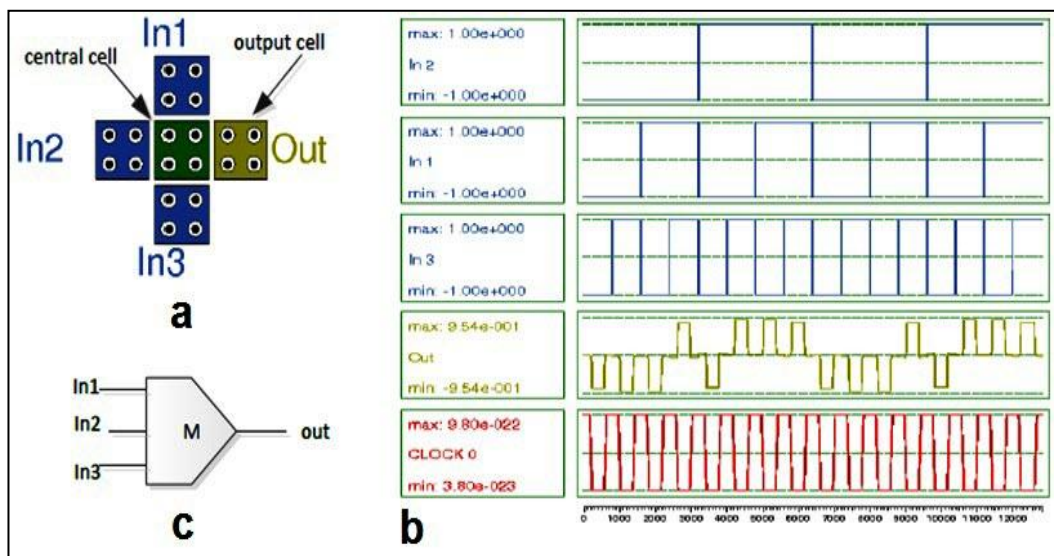 In1
central cell
output cell
In2
Out
In3
a
In1
In2
In3
M
out
c
max: 1.00e+000
In 2
min: -1.00e+000
max: 1.00e+000
In 1
min: -1.00e+000
max: 1.00e+000
In 3
min: -1.00e+000
max: 9.54e-001
Out
min: -9.54e-001
max: 9.80e-022
CLOCK 0
min: 3.80e-023
0 1000 2000 3000 4000 5000 6000 7000 8000 9000 10000 11000 12000
b